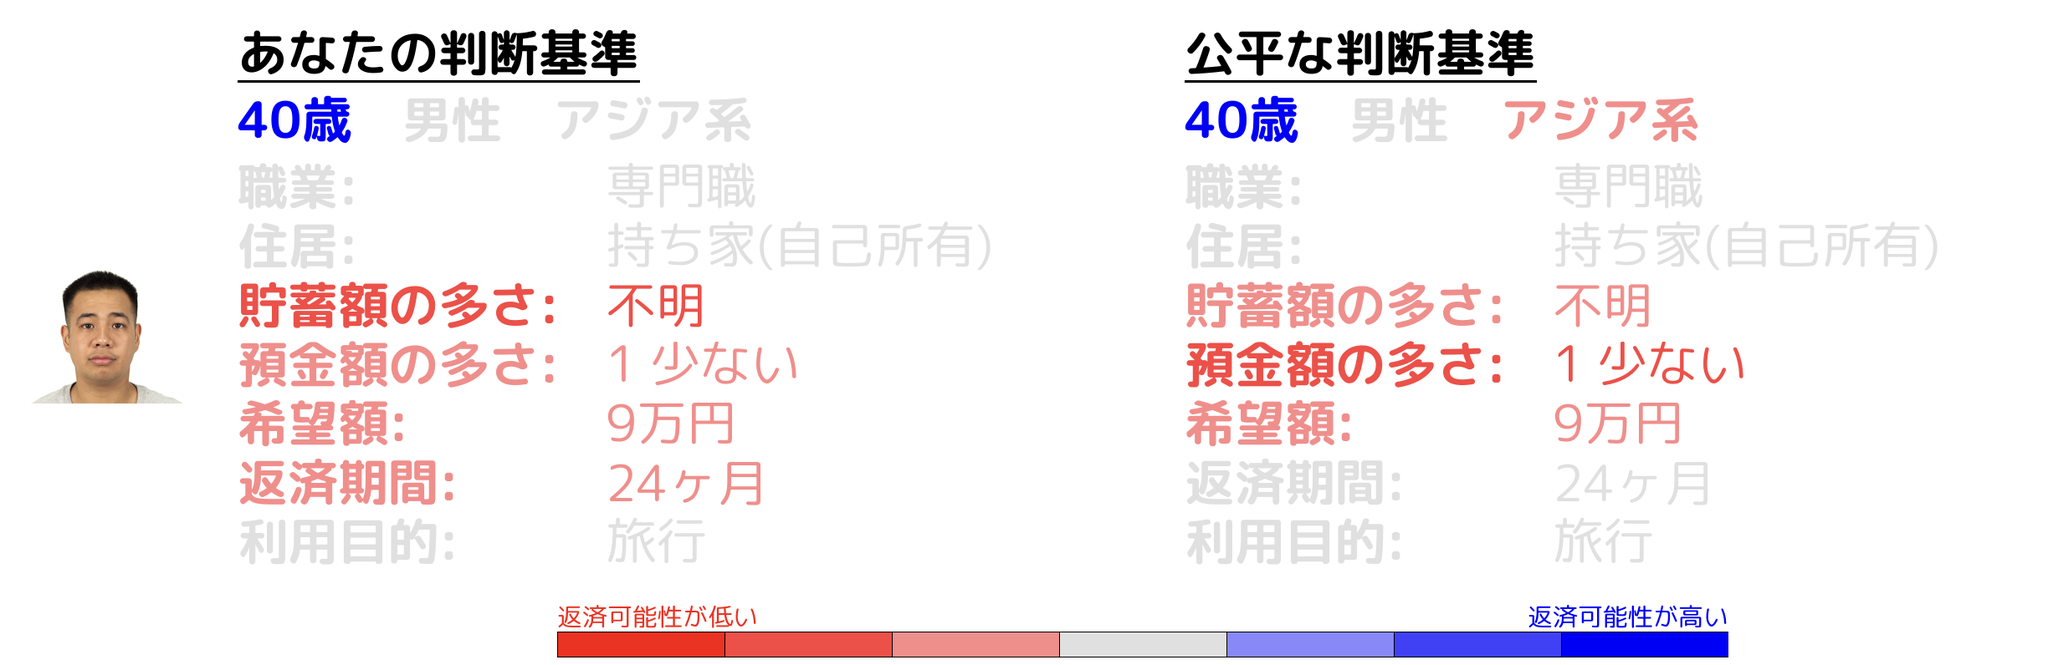 あなたの判断基準
40歳 男性 アジア系
職業: 専門職
住居: 持ち家(自己所有)
貯蓄額の多さ: 不明
預金額の多さ: 1 少ない
希望額: 9万円
返済期間: 24ヶ月
利用目的: 旅行
公平な判断基準
40歳 男性 アジア系
職業: 専門職
住居: 持ち家(自己所有)
貯蓄額の多さ: 不明
預金額の多さ: 1 少ない
希望額: 9万円
返済期間: 24ヶ月
利用目的: 旅行
返済可能性が低い
返済可能性が高い